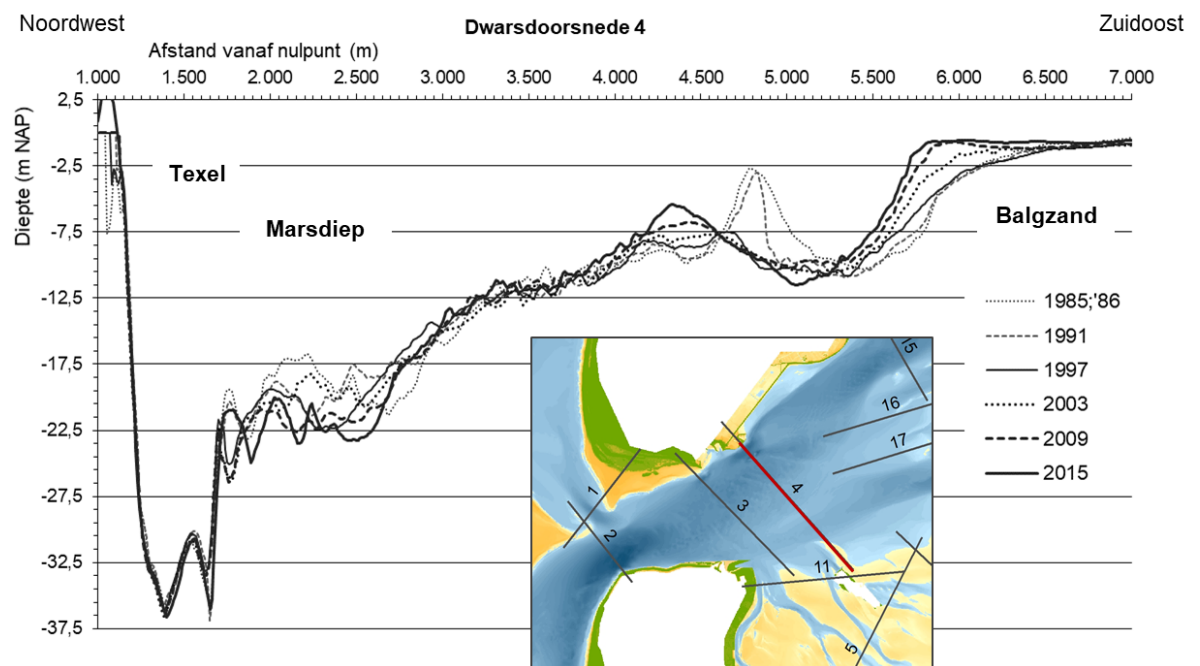 Noordwest
Dwarsdoorsnede 4
Zuidoost
Afstand vanaf nulpunt (m)
1.000 1.500 2.000 2.500 3.000 3.500 4.000 4.500 5.000 5.500 6.000 6.500 7.000
Diepte (m NAP)
2,5
-2,5
-7,5
-12,5
-17,5
-22,5
-27,5
-32,5
-37,5
Texel
Marsdiep
Balgzand
1985;'86
1991
1997
2003
2009
2015
15
16
17
1
2
3
4
11
5